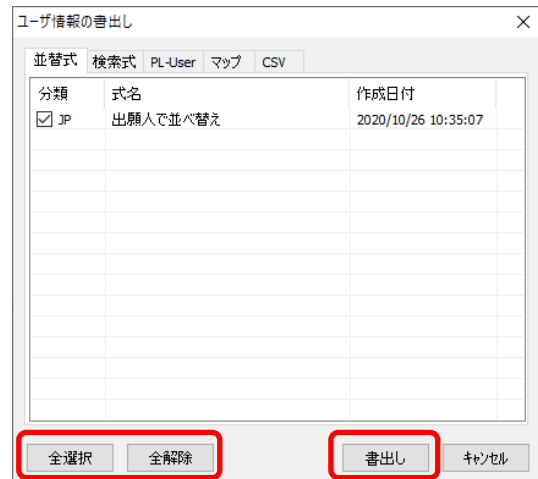 ユーザ情報の書出し
並替式 検索式 PL-User マップ CSV
分類 式名 作成日付
JP 出願人で並べ替え 2020/10/26 10:35:07
全選択 全解除 書出し キャンセル